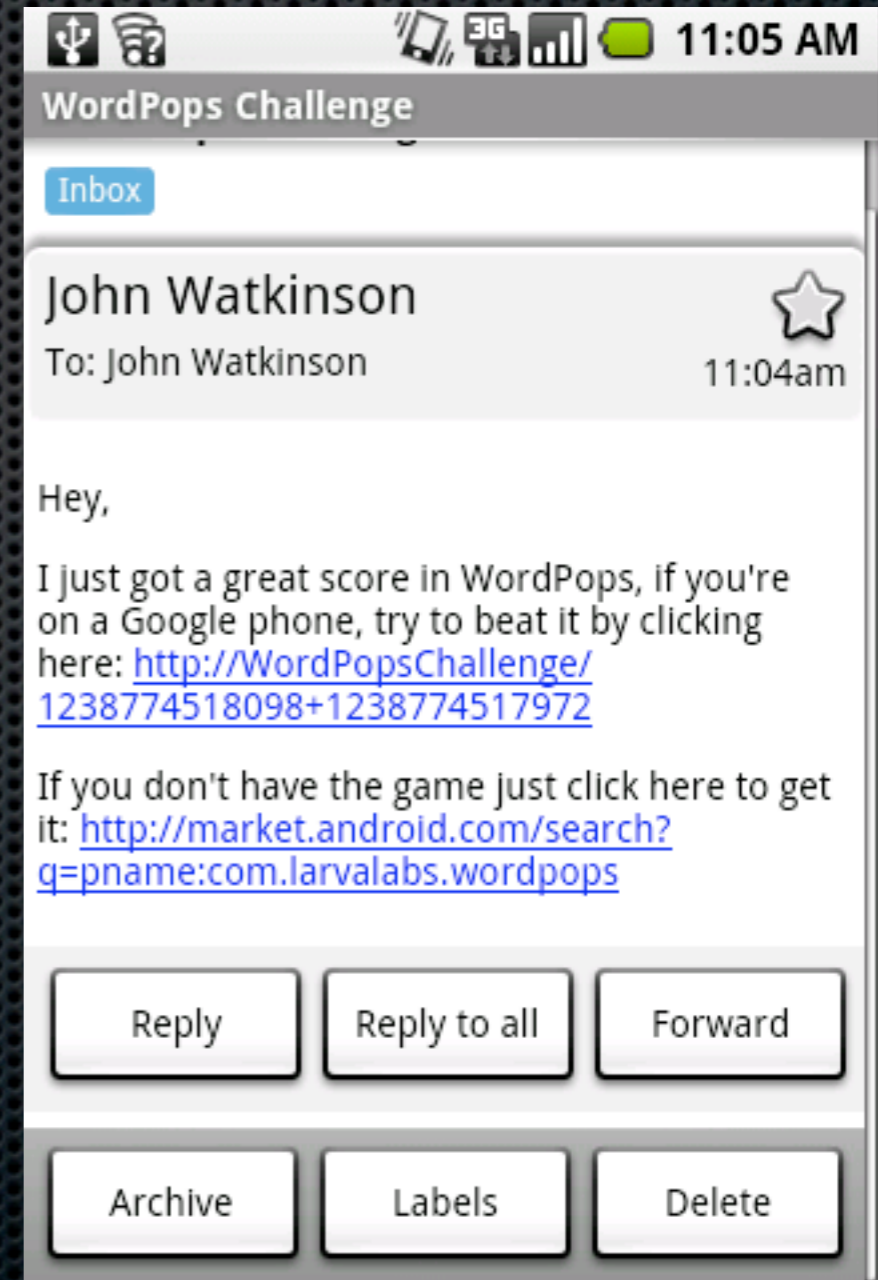 3G
11:05 AM
WordPops Challenge
Inbox
John Watkinson
To: John Watkinson
11:04am
Hey,
I just got a great score in WordPops, if you're
on a Google phone, try to beat it by clicking
here: http://WordPopsChallenge/
1238774518098+1238774517972
If you don't have the game just click here to get
it: http://market.android.com/search?
q=pname:com.larvalabs.wordpops
Reply
Reply to all
Forward
Archive
Labels
Delete